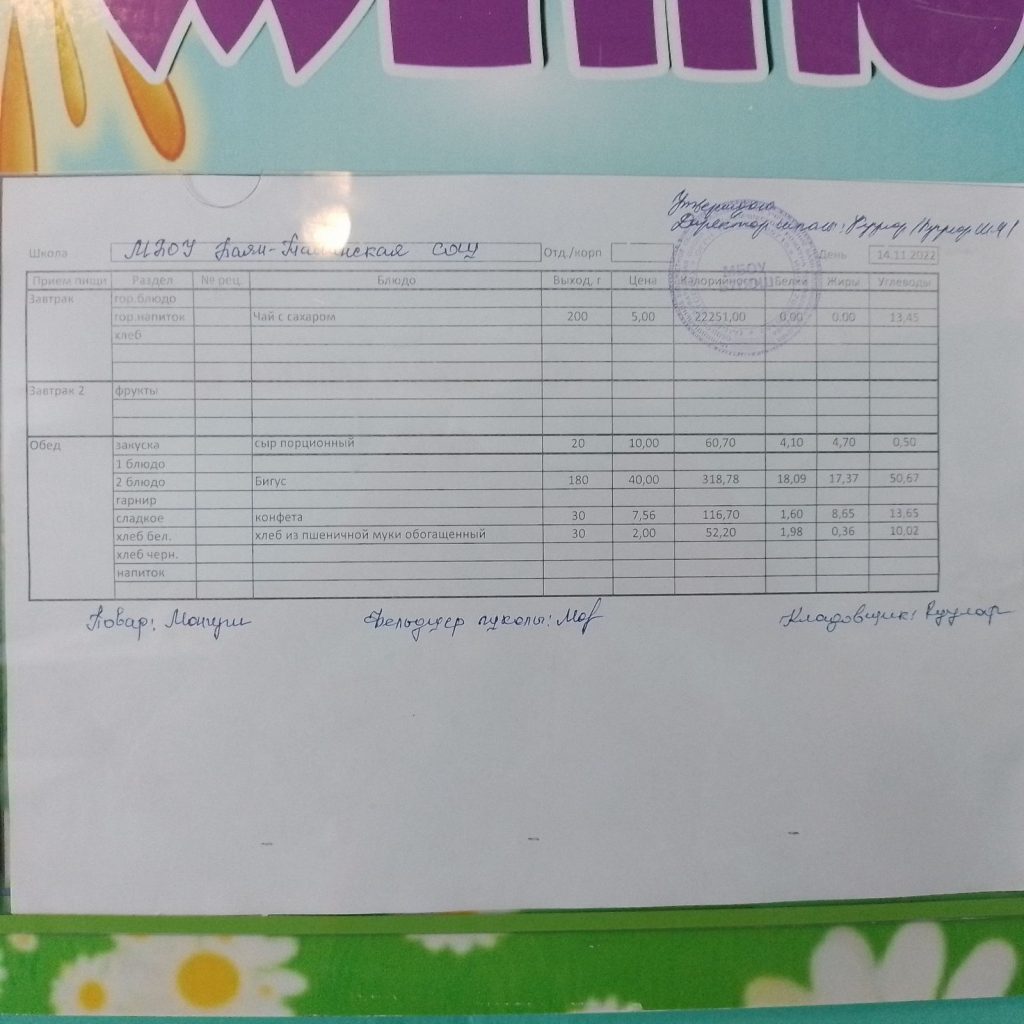 Утверждаю
Директор школы:
Школа МБОУ Баян-Талинская СОШ Отд./корп День 14.11.2022
Прием пищи Раздел № рец. Блюдо Выход, г Цена Калорийность Белки Жиры Углеводы
Завтрак гор.блюдо
гор.напиток Чай с сахаром 200 5,00 22251,00 0,00 0,00 13,45
хлеб
Завтрак 2 фрукты
Обед закуска сыр порционный 20 10,00 60,70 4,10 4,70 0,50
1 блюдо
2 блюдо Бигус 180 40,00 318,78 18,09 17,37 50,67
гарнир
сладкое конфета 30 7,56 116,70 1,60 8,65 13,65
хлеб бел. хлеб из пшеничной муки обогащенный 30 2,00 52,20 1,98 0,36 10,02
хлеб черн.
напиток
Повар: Монгуш Фельдшер школы: Кладовщик: Куулар